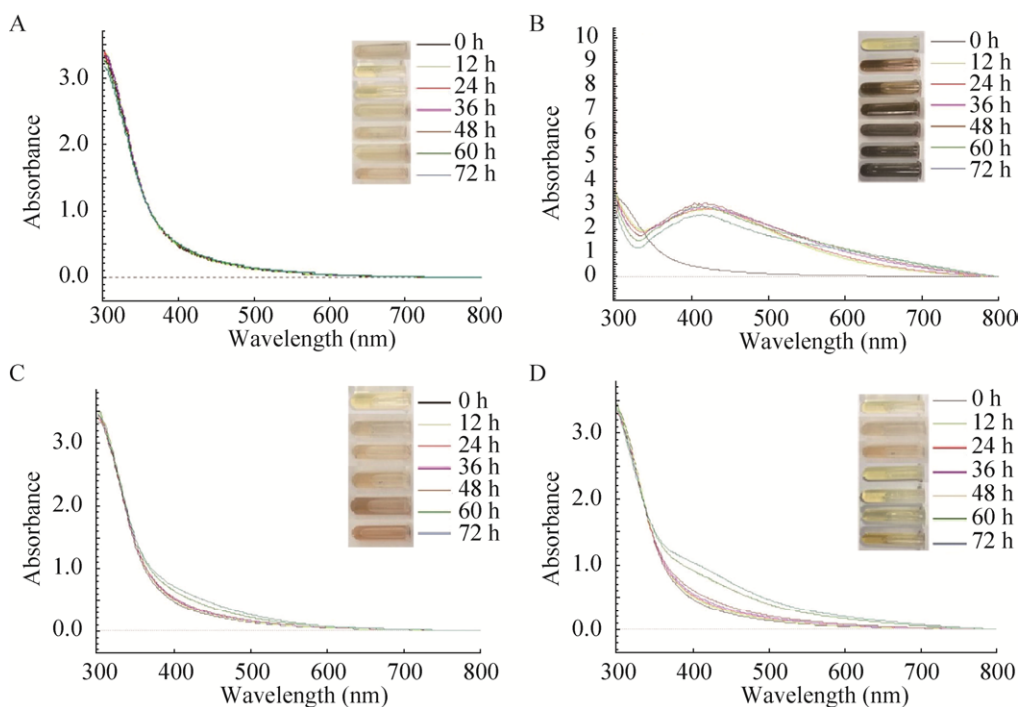 A
Absorbance
3.0
2.0
1.0
0.0
300 400 500 600 700 800
Wavelength (nm)
0 h
12 h
24 h
36 h
48 h
60 h
72 h
B
Absorbance
10
9
8
7
6
5
4
3
2
1
0
300 400 500 600 700 800
Wavelength (nm)
0 h
12 h
24 h
36 h
48 h
60 h
72 h
C
Absorbance
3.0
2.0
1.0
0.0
300 400 500 600 700 800
Wavelength (nm)
0 h
12 h
24 h
36 h
48 h
60 h
72 h
D
Absorbance
3.0
2.0
1.0
0.0
300 400 500 600 700 800
Wavelength (nm)
0 h
12 h
24 h
36 h
48 h
60 h
72 h